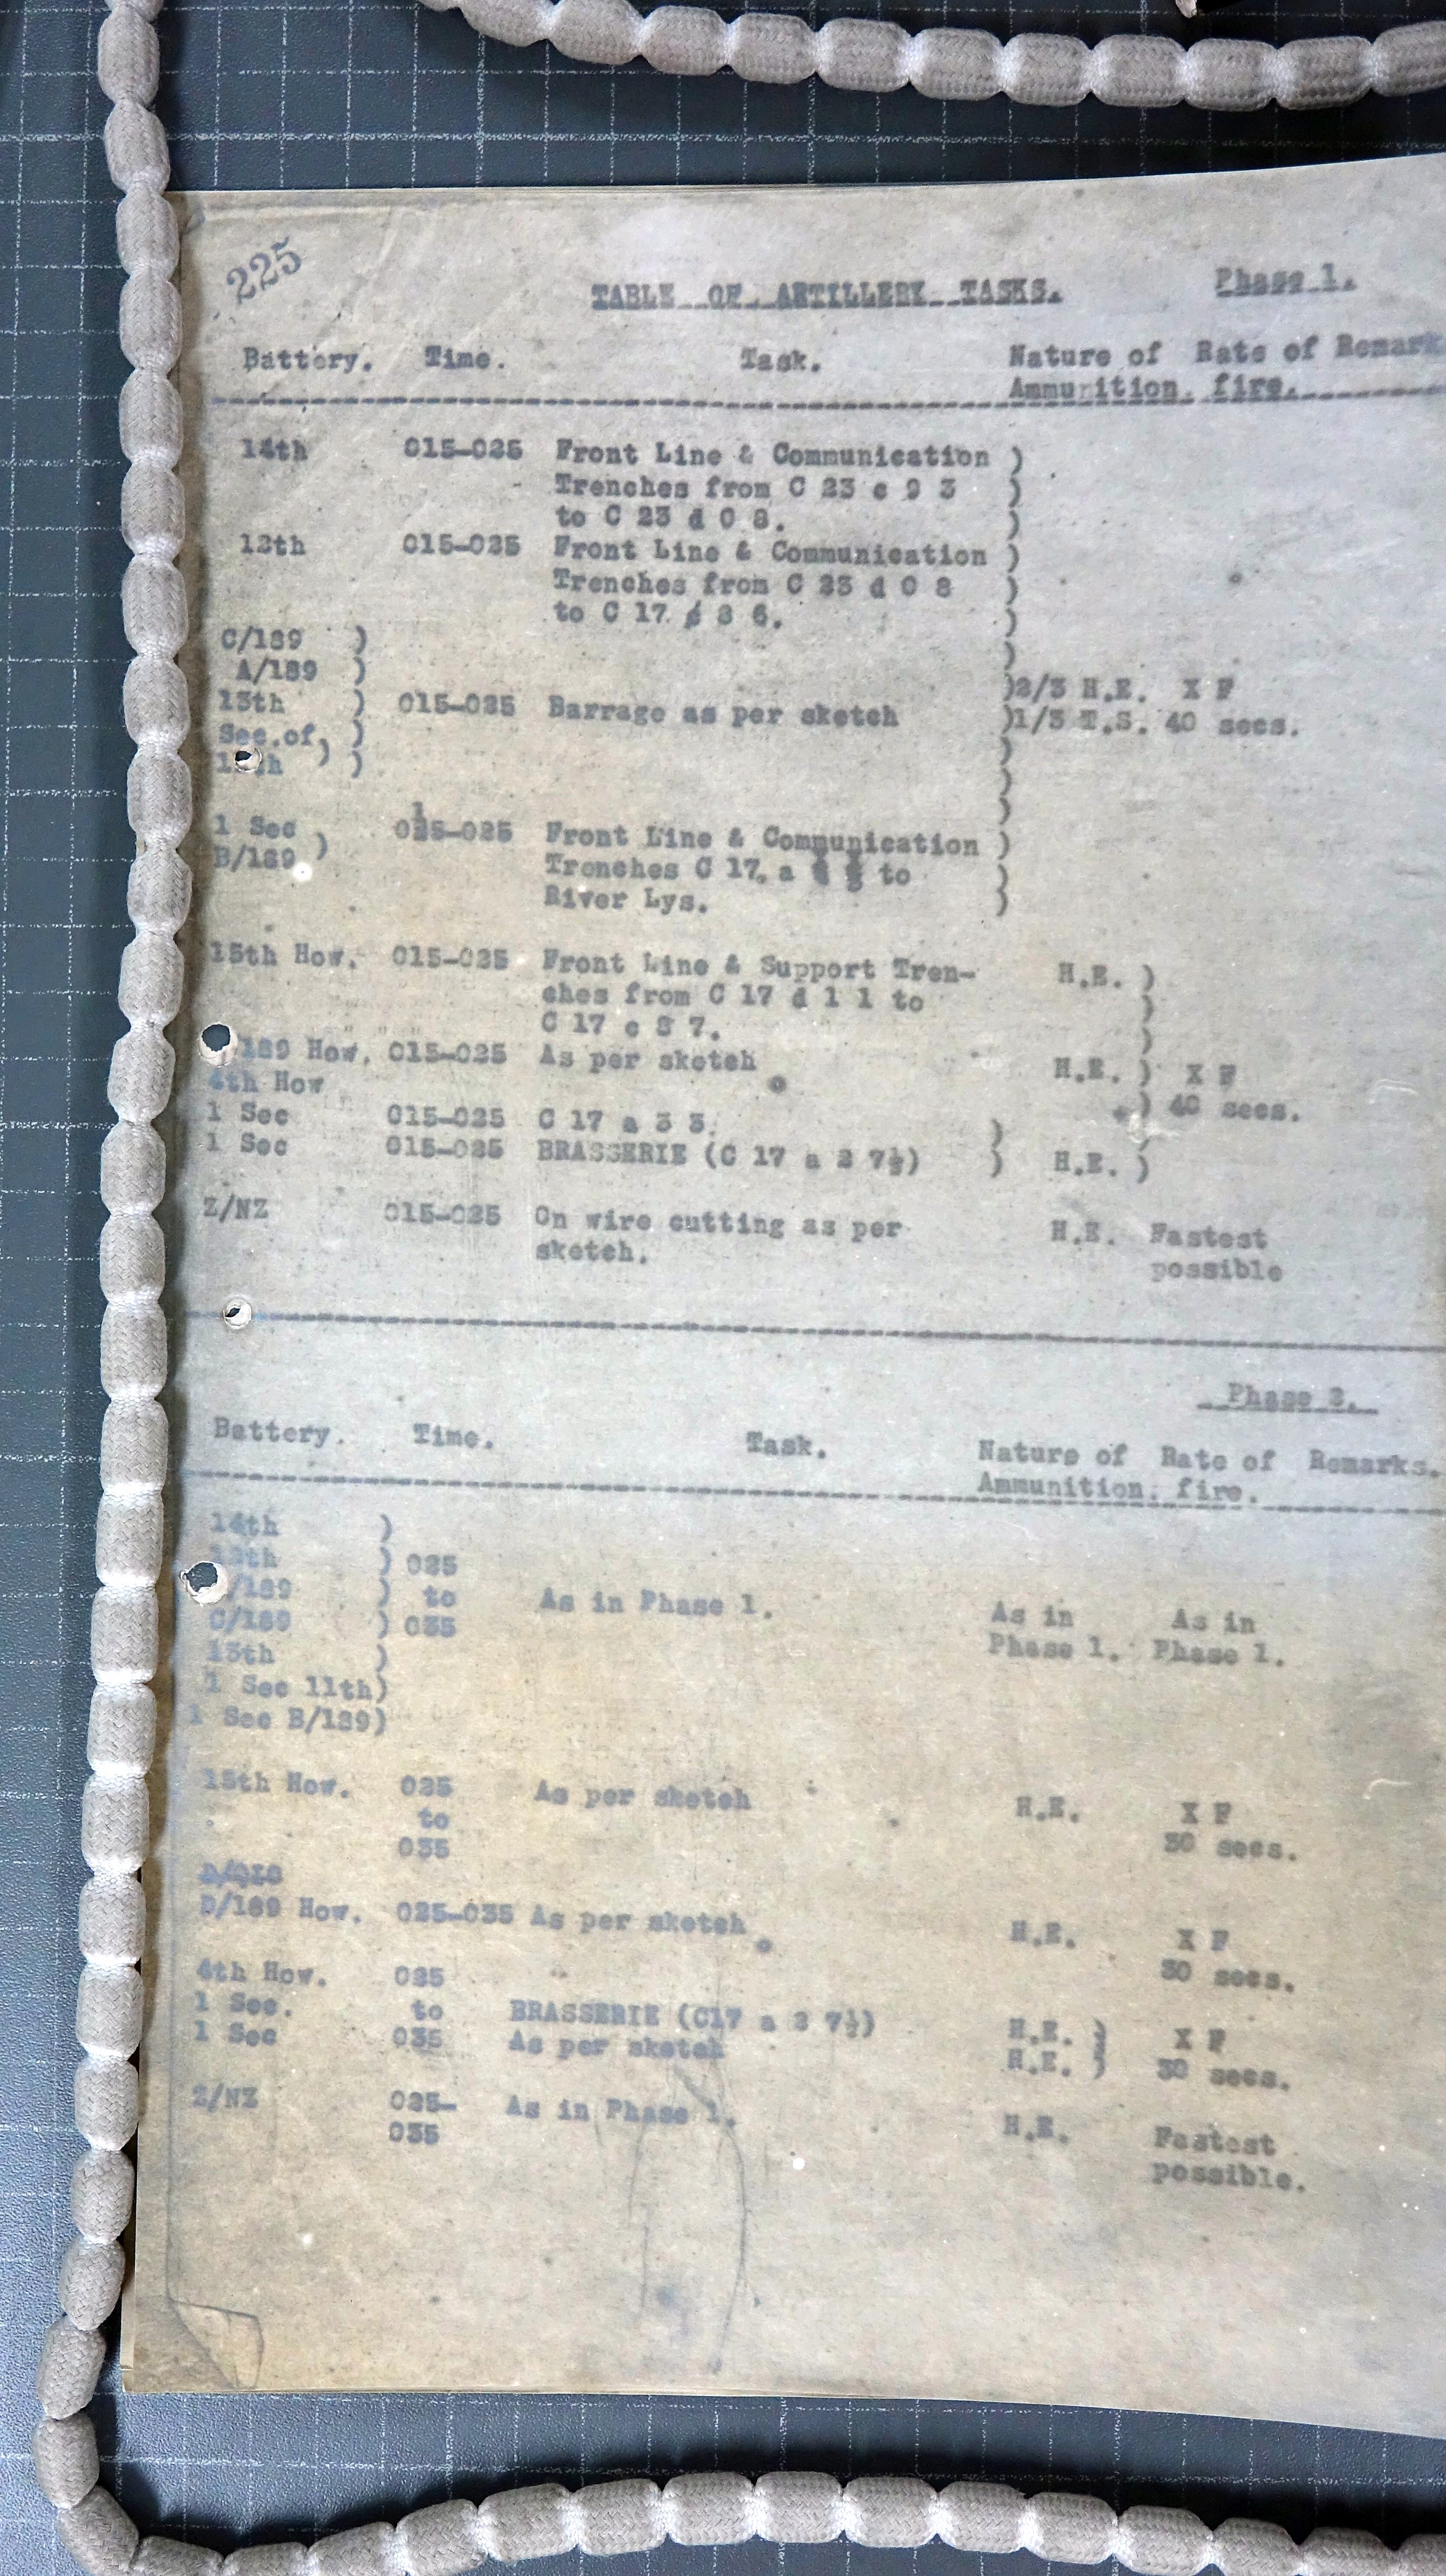 225
TABLE OF ARTILLERY TASKS. Phase 1.
Battery. Time. Task. Nature of Rate of Remark
Ammunition. fire.
14th 015-025 Front Line & Communication )
Trenches from C 23 c 9 3 )
to C 23 d 0 8. )
12th 015-025 Front Line & Communication )
Trenches from C 23 d 0 8 )
to C 17 8 6. )
C/189 )
A/189 )
13th ) 015-025 Barrage as per sketch )2/3 H.E. X F
Sec.of ) )1/3 T.S. 40 secs.
)
1 Sec ) 015-025 Front Line & Communication )
B/189 Trenches C 17. a to )
River Lys. )
15th How. 015-025 Front Line & Support Tren- H.E. )
ches from C 17 d 1 1 to )
C 17 c 8 7. )
189 How. 015-025 As per sketch H.E. ) X F
4th How ) 40 secs.
1 Sec 015-025 C 17 a 3 3. )
1 Sec 015-025 BRASSERIE (C 17 a 2 7½) ) H.E. )
Z/NZ 015-025 On wire cutting as per H.E. Fastest
sketch. possible
Phase 2.
Battery. Time. Task. Nature of Rate of Remarks.
Ammunition. fire.
14th )
12th ) 025
/189 ) to As in Phase 1. As in As in
C/189 ) 035 Phase 1. Phase 1.
13th )
1 Sec 11th)
1 Sec B/189)
15th How. 025 As per sketch H.E. X F
to 30 secs.
035
D/189 How. 025-035 As per sketch H.E. X F
30 secs.
4th How. 025
1 Sec. to BRASSERIE (C17 a 2 7½) H.E. ) X F
1 Sec 035 As per sketch H.E. ) 30 secs.
Z/NZ 025- As in Phase 1. H.E. Fastest
035 possible.